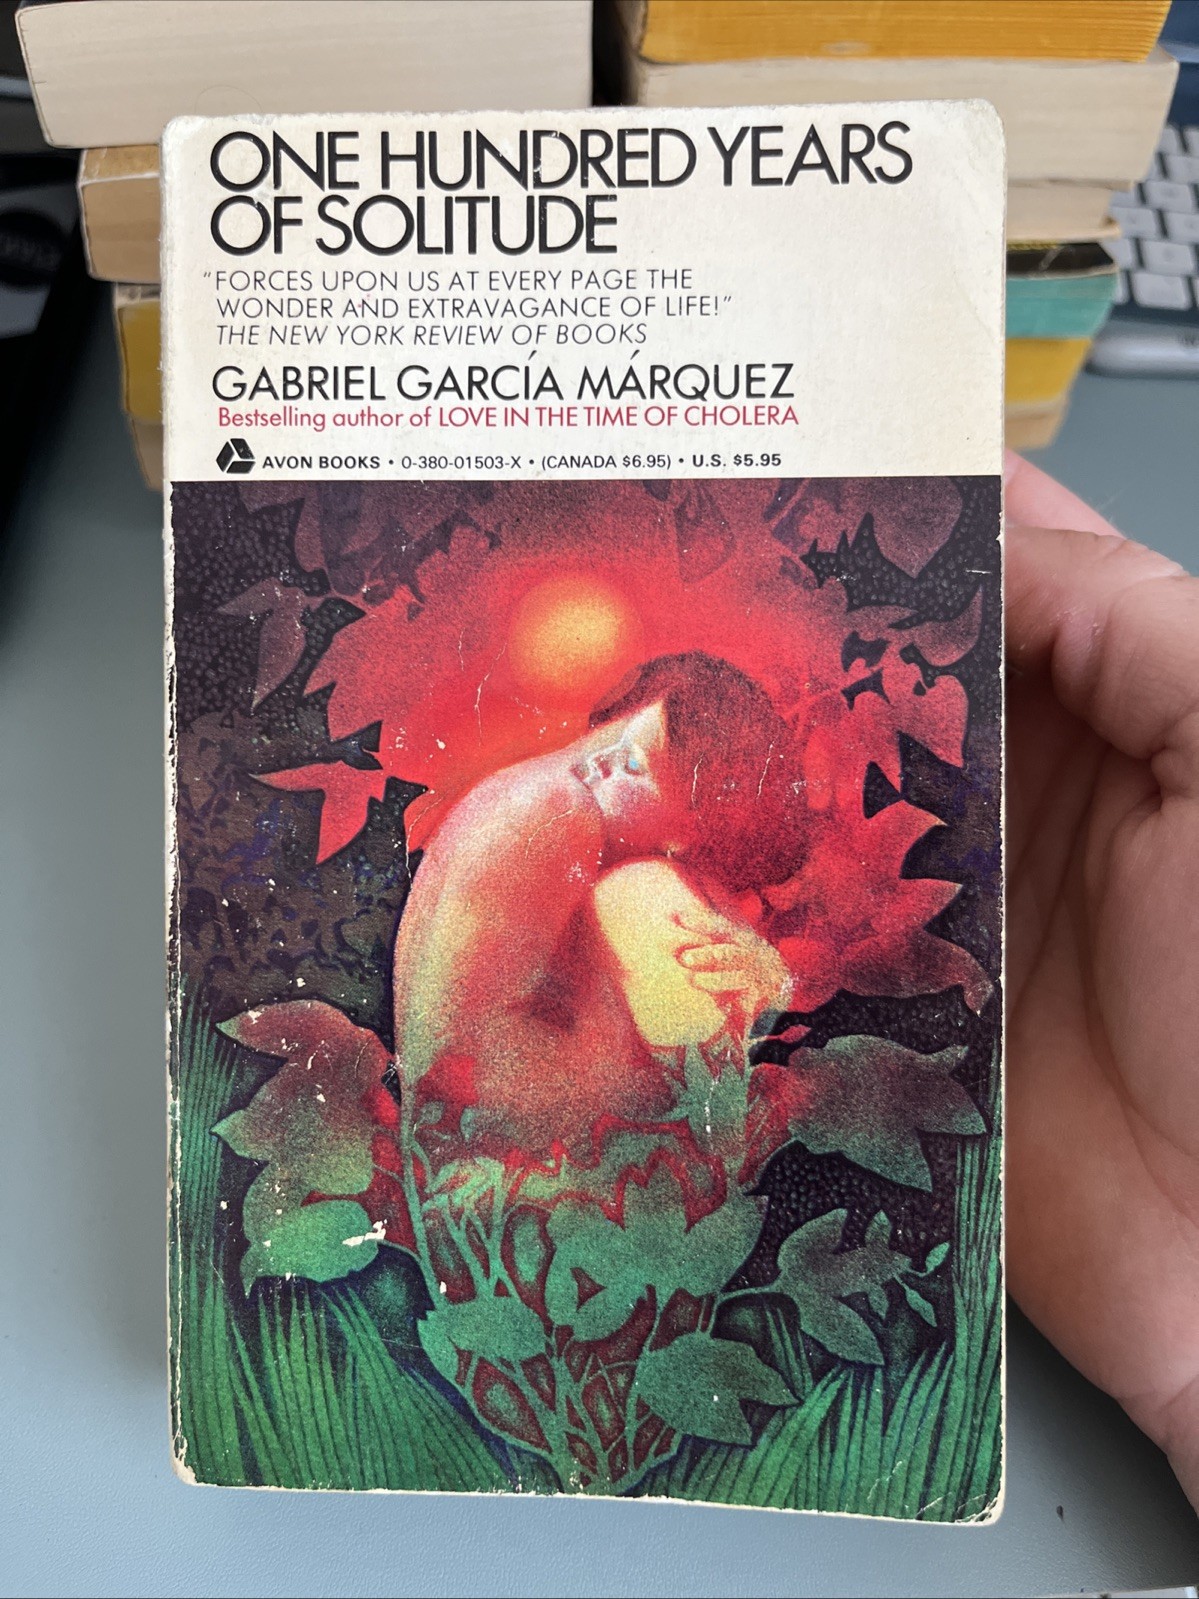 ONE HUNDRED YEARS
OF SOLITUDE
"FORCES UPON US AT EVERY PAGE THE
WONDER AND EXTRAVAGANCE OF LIFE!"
THE NEW YORK REVIEW OF BOOKS
GABRIEL GARCÍA MÁRQUEZ
Bestselling author of LOVE IN THE TIME OF CHOLERA
AVON BOOKS • 0-380-01503-X • (CANADA $6.95) • U.S. $5.95